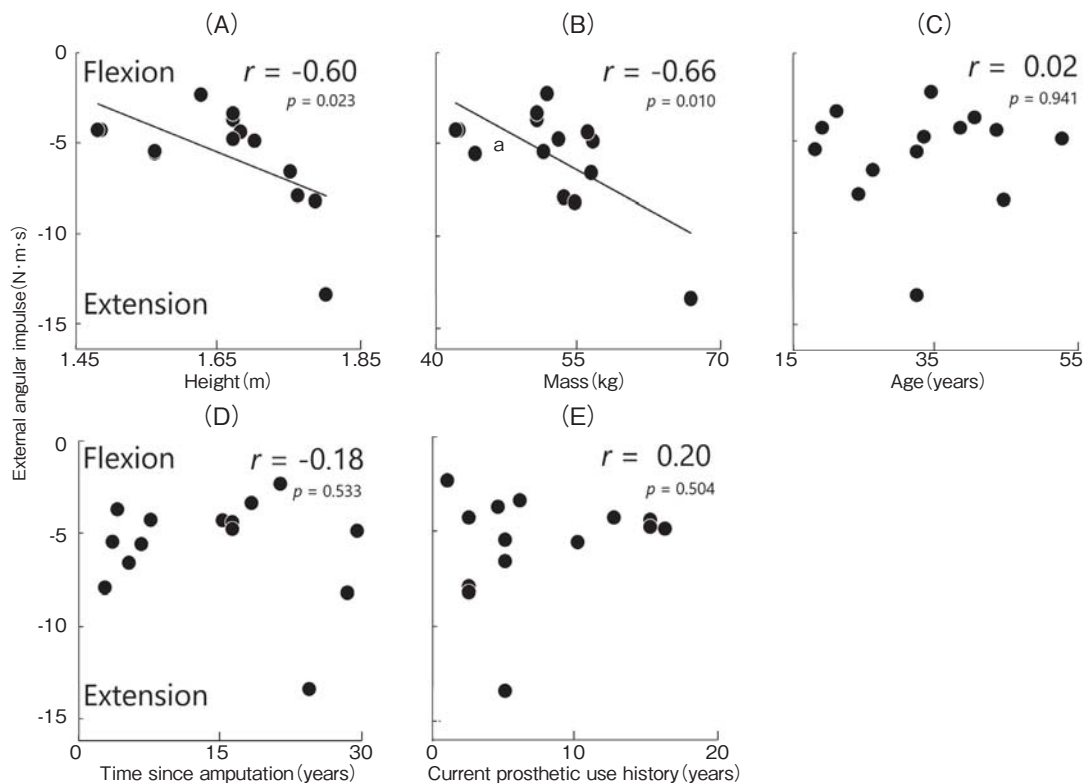 (A)
Flexion
r = -0.60
p = 0.023
Extension
0
-5
-10
-15
1.45
1.65
1.85
Height(m)
(B)
r = -0.66
p = 0.010
a
40
55
70
Mass(kg)
(C)
r = 0.02
p = 0.941
15
35
55
Age(years)
External angular impulse(N·m·s)
(D)
Flexion
r = -0.18
p = 0.533
Extension
0
-5
-10
-15
0
15
30
Time since amputation(years)
(E)
r = 0.20
p = 0.504
0
10
20
Current prosthetic use history(years)